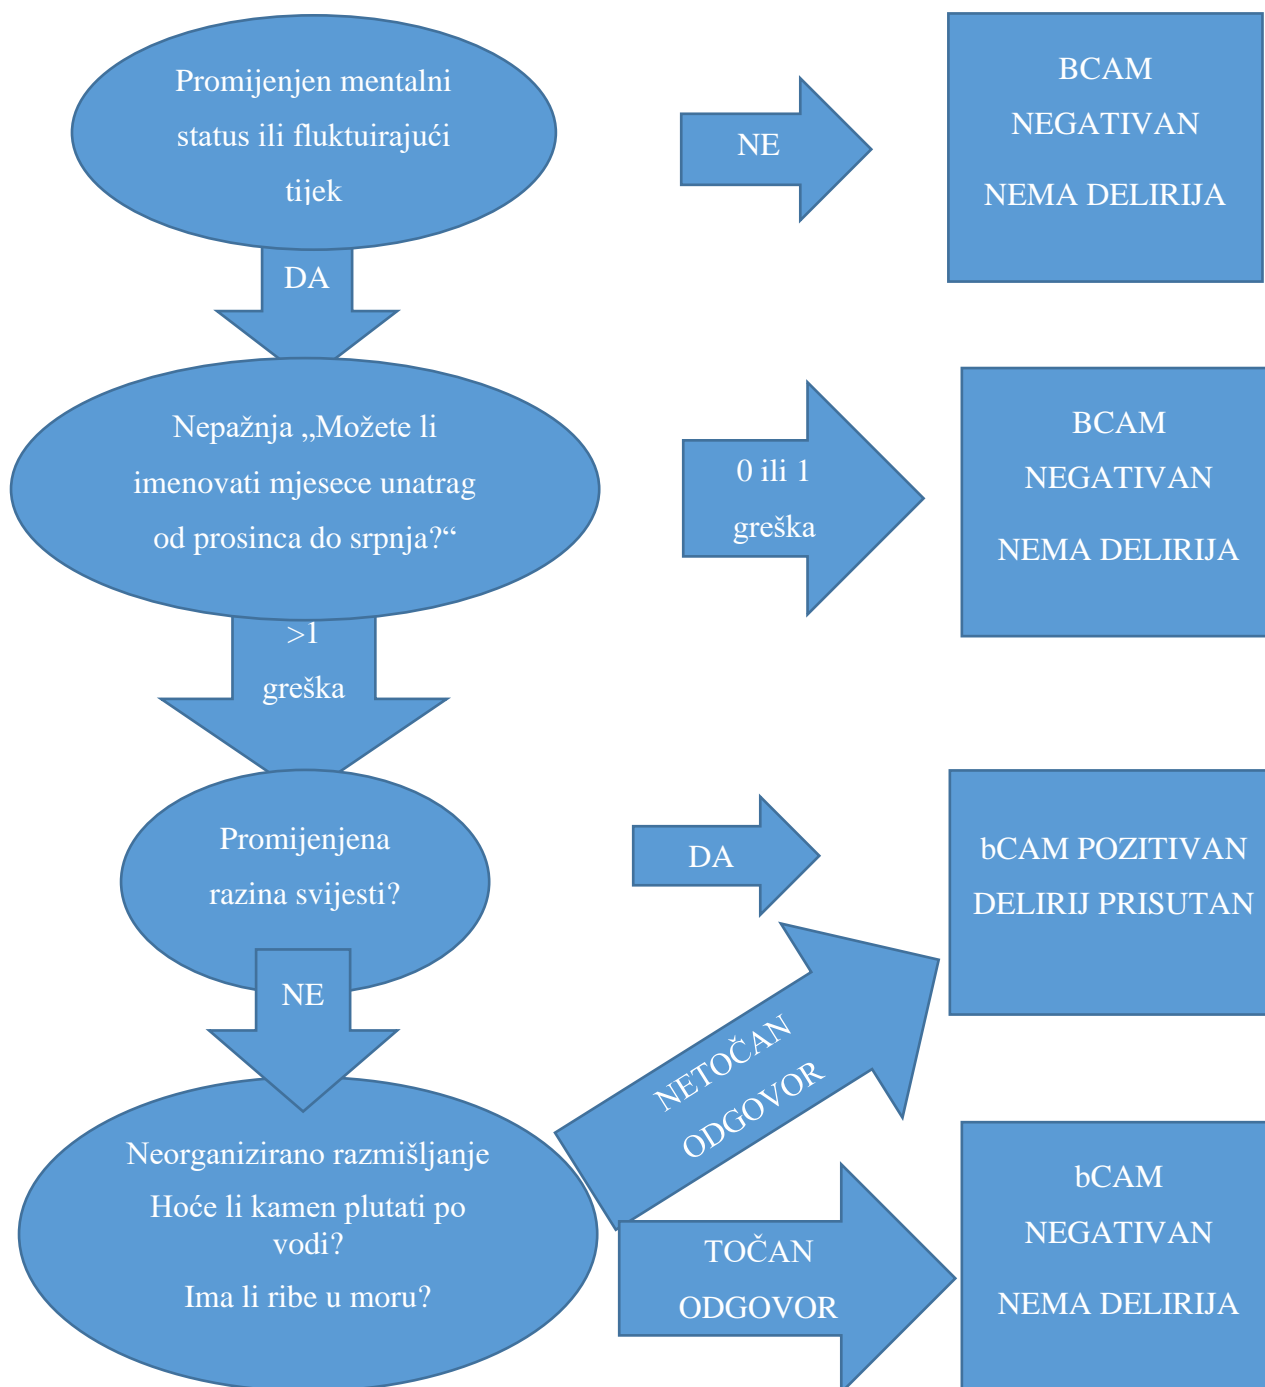 Promijenjen mentalni
status ili fluktuirajući
tijek
NE
BCAM
NEGATIVAN
NEMA DELIRIJA
DA
Nepažnja „Možete li
imenovati mjesece unatrag
od prosinca do srpnja?“
0 ili 1
greška
BCAM
NEGATIVAN
NEMA DELIRIJA
>1
greška
Promijenjena
razina svijesti?
DA
bCAM POZITIVAN
DELIRIJ PRISUTAN
NE
NETOČAN
ODGOVOR
Neorganizirano razmišljanje
Hoće li kamen plutati po
vodi?
Ima li ribe u moru?
TOČAN
ODGOVOR
bCAM
NEGATIVAN
NEMA DELIRIJA